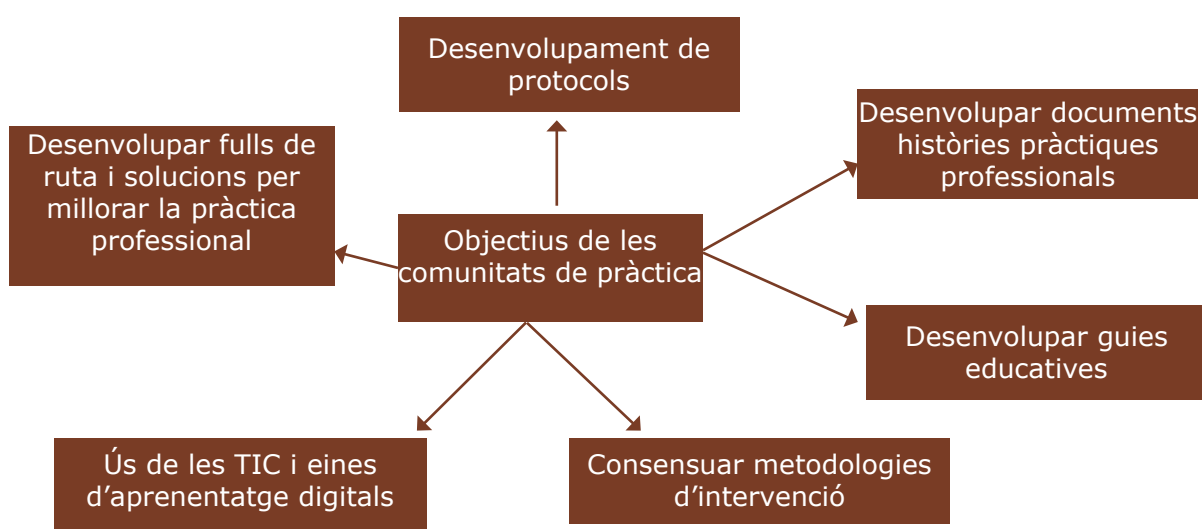 Desenvolupament de
protocols
Desenvolupar documents
històries pràctiques
professionals
Desenvolupar fulls de
ruta i solucions per
millorar la pràctica
professional
Objectius de les
comunitats de pràctica
Desenvolupar guies
educatives
Ús de les TIC i eines
d’aprenentatge digitals
Consensuar metodologies
d’intervenció